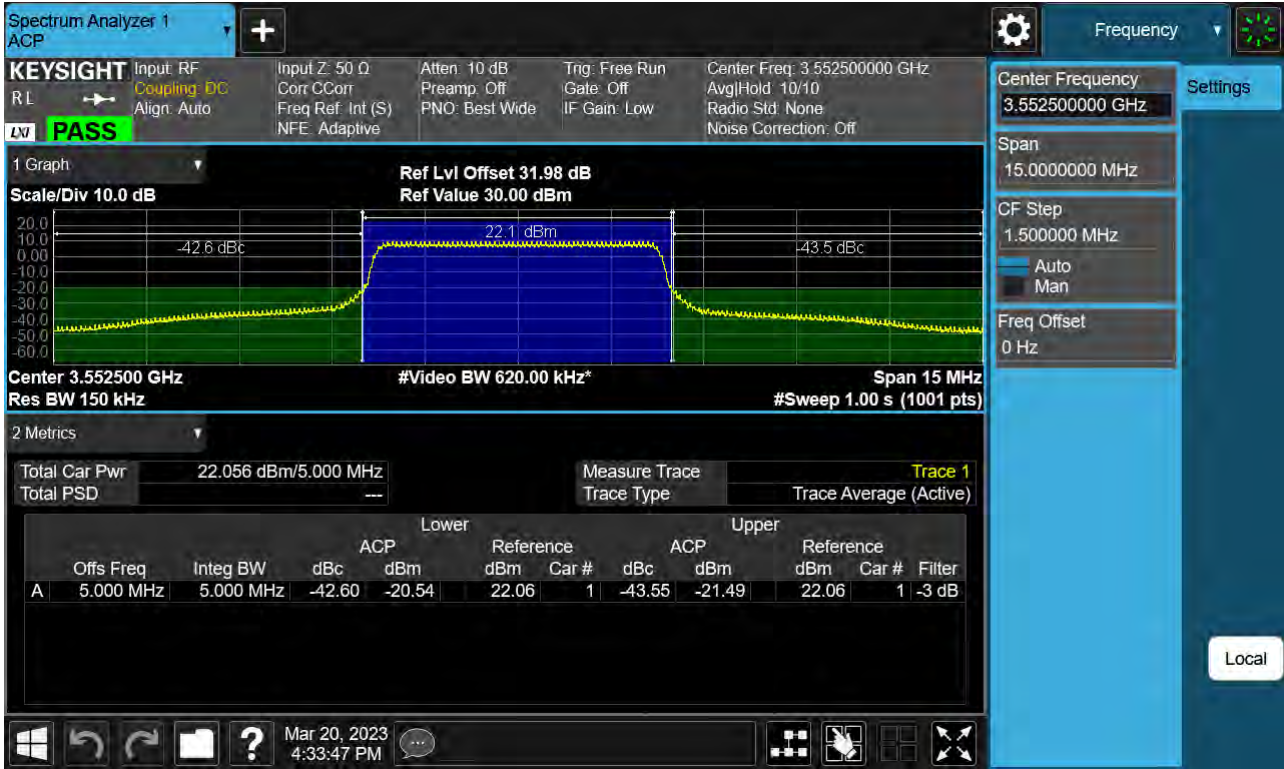 Spectrum Analyzer 1
ACP
Frequency
KEYSIGHT
R L
LXI
PASS
Input: RF
Coupling: DC
Align: Auto
Input Z: 50 Ω
Corr CCorr
Freq Ref: Int (S)
NFE: Adaptive
Atten: 10 dB
Preamp: Off
PNO: Best Wide
Trig: Free Run
Gate: Off
IF Gain: Low
Center Freq: 3.552500000 GHz
Avg|Hold: 10/10
Radio Std: None
Noise Correction: Off
1 Graph
Scale/Div 10.0 dB
Ref Lvl Offset 31.98 dB
Ref Value 30.00 dBm
20.0
10.0
0.00
-10.0
-20.0
-30.0
-40.0
-50.0
-60.0
-42.6 dBc
22.1 dBm
-43.5 dBc
Center 3.552500 GHz
#Video BW 620.00 kHz*
Span 15 MHz
Res BW 150 kHz
#Sweep 1.00 s (1001 pts)
2 Metrics
Total Car Pwr 22.056 dBm/5.000 MHz
Total PSD ---
Measure Trace Trace 1
Trace Type Trace Average (Active)
Lower Upper
ACP Reference ACP Reference
Offs Freq Integ BW dBc dBm dBm Car # dBc dBm dBm Car # Filter
A 5.000 MHz 5.000 MHz -42.60 -20.54 22.06 1 -43.55 -21.49 22.06 1 -3 dB
Mar 20, 2023
4:33:47 PM
Center Frequency
3.552500000 GHz
Span
15.0000000 MHz
CF Step
1.500000 MHz
Auto
Man
Freq Offset
0 Hz
Settings
Local